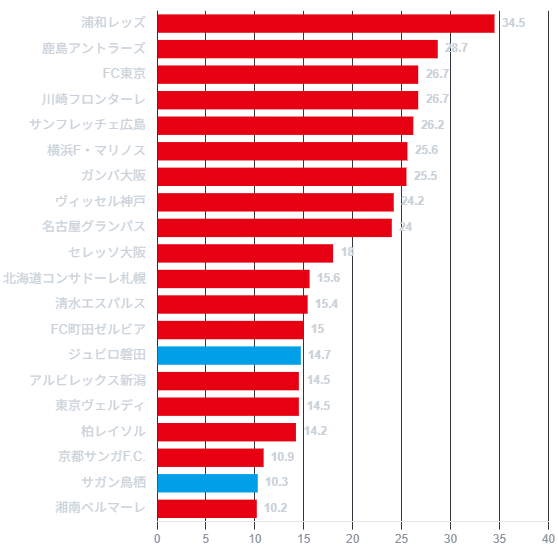 浦和レッズ 34.5
鹿島アントラーズ 28.7
FC東京 26.7
川崎フロンターレ 26.7
サンフレッチェ広島 26.2
横浜F・マリノス 25.6
ガンバ大阪 25.5
ヴィッセル神戸 24.2
名古屋グランパス 24
セレッソ大阪 18
北海道コンサドーレ札幌 15.6
清水エスパルス 15.4
FC町田ゼルビア 15
ジュビロ磐田 14.7
アルビレックス新潟 14.5
東京ヴェルディ 14.5
柏レイソル 14.2
京都サンガF.C. 10.9
サガン鳥栖 10.3
湘南ベルマーレ 10.2
0 5 10 15 20 25 30 35 40